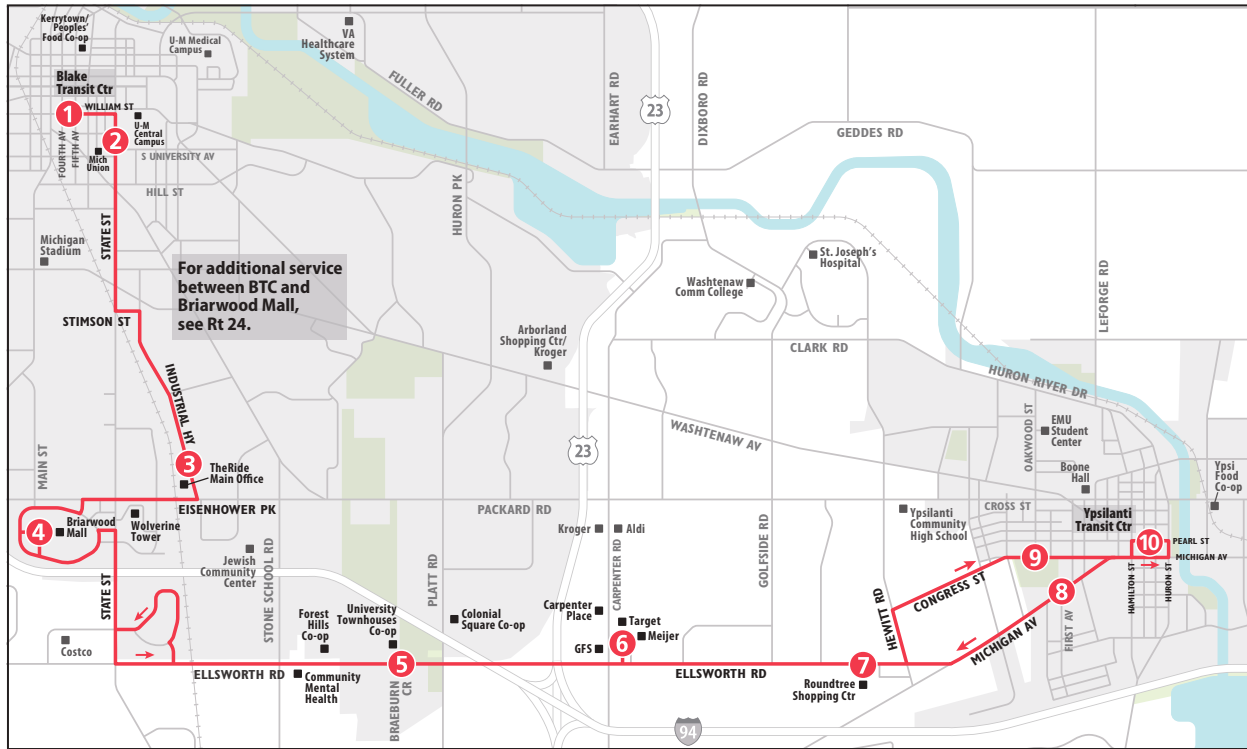 Kerrytown/
Peoples'
Food Co-op
U-M Medical
Campus
VA
Healthcare
System
Blake
Transit Ctr
1
WILLIAM ST
2
U-M
Central
Campus
FOURTH AV
FIFTH AV
Mich
Union
S UNIVERSITY AV
HILL ST
STATE ST
Michigan
Stadium
FULLER RD
HURON PK
EARHART RD
23
DIXBORO RD
GEDDES RD
For additional service
between BTC and
Briarwood Mall,
see Rt 24.
STIMSON ST
INDUSTRIAL HY
Arborland
Shopping Ctr/
Kroger
Washtenaw
Comm College
St. Joseph's
Hospital
CLARK RD
LEFORGE RD
HURON RIVER DR
WASHTENAW AV
23
MAIN ST
3
TheRide
Main Office
EISENHOWER PK
4
Briarwood
Mall
Wolverine
Tower
Jewish
Community
Center
STONE SCHOOL RD
PACKARD RD
PLATT RD
Kroger
Aldi
CARPENTER RD
GOLFSIDE RD
Ypsilanti
Community
High School
OAKWOOD ST
EMU
Student
Center
Boone
Hall
CROSS ST
Ypsilanti
Transit Ctr
Ypsi
Food
Co-op
10
PEARL ST
MICHIGAN AV
HAMILTON ST
HURON ST
9
CONGRESS ST
HEWITT RD
8
MICHIGAN AV
FIRST AV
STATE ST
Costco
Forest
Hills
Co-op
University
Townhouses
Co-op
Colonial
Square Co-op
Carpenter
Place
Target
Meijer
GFS
6
5
7
ELLSWORTH RD
Community
Mental
Health
BRAEBURN
CR
ELLSWORTH RD
Roundtree
Shopping Ctr
94